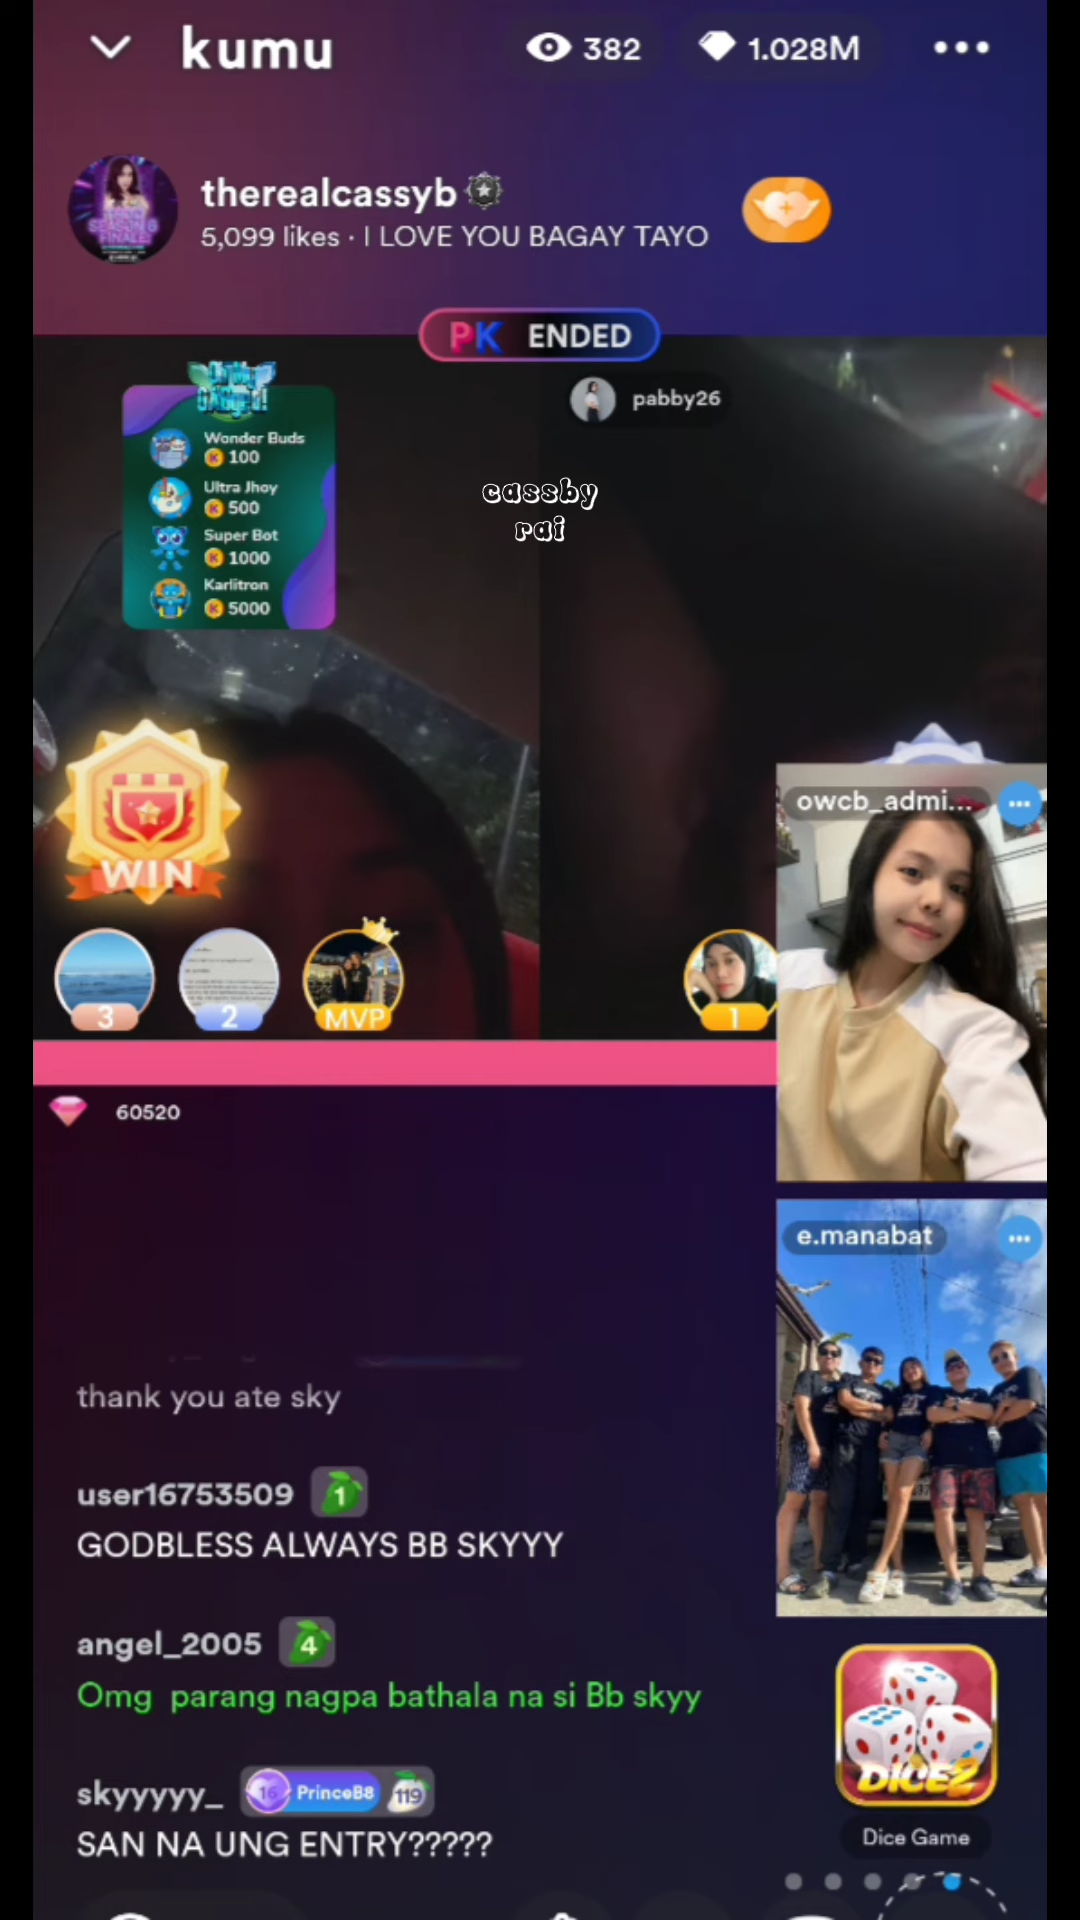 kumu
382
1.028M
therealcassyb
5,099 likes · I LOVE YOU BAGAY TAYO
PK ENDED
pabby26
Wonder Buds
100
Ultra Jhoy
500
Super Bot
1000
Karlitron
5000
cassby
rai
WIN
owcb_admi...
3
2
MVP
1
60520
e.manabat
thank you ate sky
user16753509 1
GODBLESS ALWAYS BB SKYYY
angel_2005 4
Omg parang nagpa bathala na si Bb skyy
skyyyyy_ 16 PrinceB8 119
SAN NA UNG ENTRY?????
DICE2
Dice Game